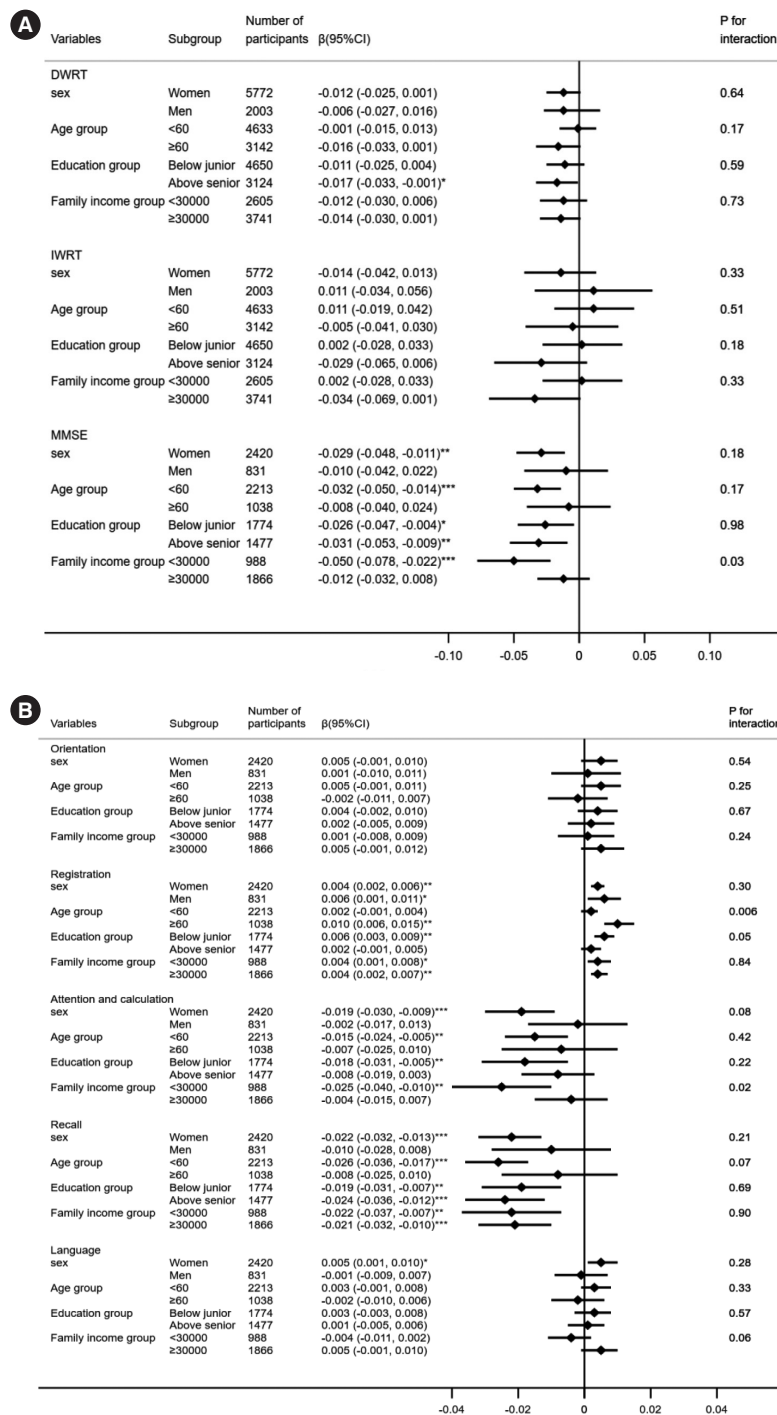 A
Variables Subgroup Number of participants β(95%CI) P for interaction
DWRT
sex Women 5772 -0.012 (-0.025, 0.001) 0.64
Men 2003 -0.006 (-0.027, 0.016)
Age group <60 4633 -0.001 (-0.015, 0.013) 0.17
≥60 3142 -0.016 (-0.033, 0.001)
Education group Below junior 4650 -0.011 (-0.025, 0.004) 0.59
Above senior 3124 -0.017 (-0.033, -0.001)*
Family income group <30000 2605 -0.012 (-0.030, 0.006) 0.73
≥30000 3741 -0.014 (-0.030, 0.001)
IWRT
sex Women 5772 -0.014 (-0.042, 0.013) 0.33
Men 2003 0.011 (-0.034, 0.056)
Age group <60 4633 0.011 (-0.019, 0.042) 0.51
≥60 3142 -0.005 (-0.041, 0.030)
Education group Below junior 4650 0.002 (-0.028, 0.033) 0.18
Above senior 3124 -0.029 (-0.065, 0.006)
Family income group <30000 2605 0.002 (-0.028, 0.033) 0.33
≥30000 3741 -0.034 (-0.069, 0.001)
MMSE
sex Women 2420 -0.029 (-0.048, -0.011)** 0.18
Men 831 -0.010 (-0.042, 0.022)
Age group <60 2213 -0.032 (-0.050, -0.014)*** 0.17
≥60 1038 -0.008 (-0.040, 0.024)
Education group Below junior 1774 -0.026 (-0.047, -0.004)* 0.98
Above senior 1477 -0.031 (-0.053, -0.009)**
Family income group <30000 988 -0.050 (-0.078, -0.022)*** 0.03
≥30000 1866 -0.012 (-0.032, 0.008)
-0.10 -0.05 0 0.05 0.10
B
Variables Subgroup Number of participants β(95%CI) P for interaction
Orientation
sex Women 2420 0.005 (-0.001, 0.010) 0.54
Men 831 0.001 (-0.010, 0.011)
Age group <60 2213 0.005 (-0.001, 0.011) 0.25
≥60 1038 -0.002 (-0.011, 0.007)
Education group Below junior 1774 0.004 (-0.002, 0.010) 0.67
Above senior 1477 0.002 (-0.005, 0.009)
Family income group <30000 988 0.001 (-0.008, 0.009) 0.24
≥30000 1866 0.005 (-0.001, 0.012)
Registration
sex Women 2420 0.004 (0.002, 0.006)** 0.30
Men 831 0.006 (0.001, 0.011)*
Age group <60 2213 0.002 (-0.001, 0.004) 0.006
≥60 1038 0.010 (0.006, 0.015)**
Education group Below junior 1774 0.006 (0.003, 0.009)** 0.05
Above senior 1477 0.002 (-0.001, 0.005)
Family income group <30000 988 0.004 (0.001, 0.008)* 0.84
≥30000 1866 0.004 (0.002, 0.007)**
Attention and calculation
sex Women 2420 -0.019 (-0.030, -0.009)*** 0.08
Men 831 -0.002 (-0.017, 0.013)
Age group <60 2213 -0.015 (-0.024, -0.005)** 0.42
≥60 1038 -0.007 (-0.025, 0.010)
Education group Below junior 1774 -0.018 (-0.031, -0.005)** 0.22
Above senior 1477 -0.008 (-0.019, 0.003)
Family income group <30000 988 -0.025 (-0.040, -0.010)** 0.02
≥30000 1866 -0.004 (-0.015, 0.007)
Recall
sex Women 2420 -0.022 (-0.032, -0.013)*** 0.21
Men 831 -0.010 (-0.028, 0.008)
Age group <60 2213 -0.026 (-0.036, -0.017)*** 0.07
≥60 1038 -0.008 (-0.025, 0.010)
Education group Below junior 1774 -0.019 (-0.031, -0.007)** 0.69
Above senior 1477 -0.024 (-0.036, -0.012)***
Family income group <30000 988 -0.022 (-0.037, -0.007)** 0.90
≥30000 1866 -0.021 (-0.032, -0.010)***
Language
sex Women 2420 0.005 (0.001, 0.010)* 0.28
Men 831 -0.001 (-0.009, 0.007)
Age group <60 2213 0.003 (-0.001, 0.008) 0.33
≥60 1038 -0.002 (-0.010, 0.006)
Education group Below junior 1774 0.003 (-0.003, 0.008) 0.57
Above senior 1477 0.001 (-0.005, 0.006)
Family income group <30000 988 -0.004 (-0.011, 0.002) 0.06
≥30000 1866 0.005 (-0.001, 0.010)
-0.04 -0.02 0 0.02 0.04